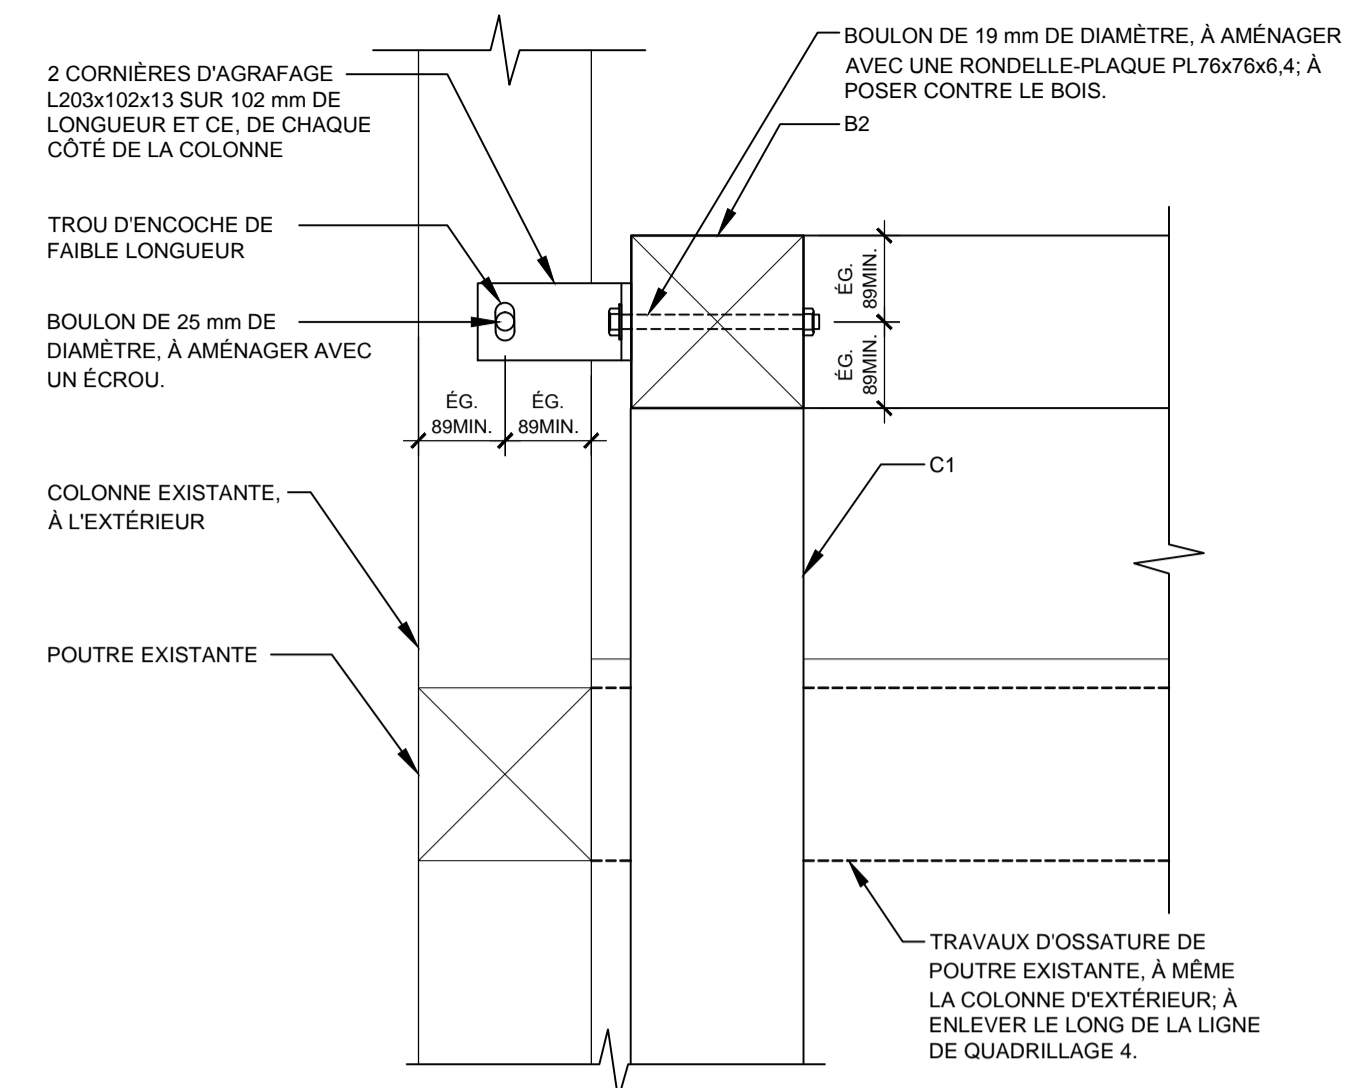 2 CORNIÈRES D'AGRAFAGE
L203x102x13 SUR 102 mm DE
LONGUEUR ET CE, DE CHAQUE
CÔTÉ DE LA COLONNE
BOULON DE 19 mm DE DIAMÈTRE, À AMÉNAGER
AVEC UNE RONDELLE-PLAQUE PL76x76x6,4; À
POSER CONTRE LE BOIS.
B2
TROU D'ENCOCHE DE
FAIBLE LONGUEUR
BOULON DE 25 mm DE
DIAMÈTRE, À AMÉNAGER AVEC
UN ÉCROU.
ÉG.
89MIN.
ÉG.
89MIN.
ÉG.
89MIN.
ÉG.
89MIN.
C1
COLONNE EXISTANTE,
À L'EXTÉRIEUR
POUTRE EXISTANTE
TRAVAUX D'OSSATURE DE
POUTRE EXISTANTE, À MÊME
LA COLONNE D'EXTÉRIEUR; À
ENLEVER LE LONG DE LA LIGNE
DE QUADRILLAGE 4.